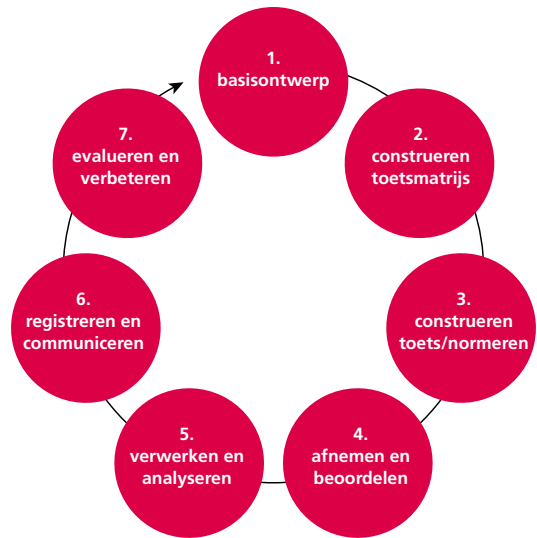 1.
basisontwerp
2.
construeren
toetsmatrijs
3.
construeren
toets/normeren
4.
afnemen en
beoordelen
5.
verwerken en
analyseren
6.
registreren en
communiceren
7.
evalueren en
verbeteren